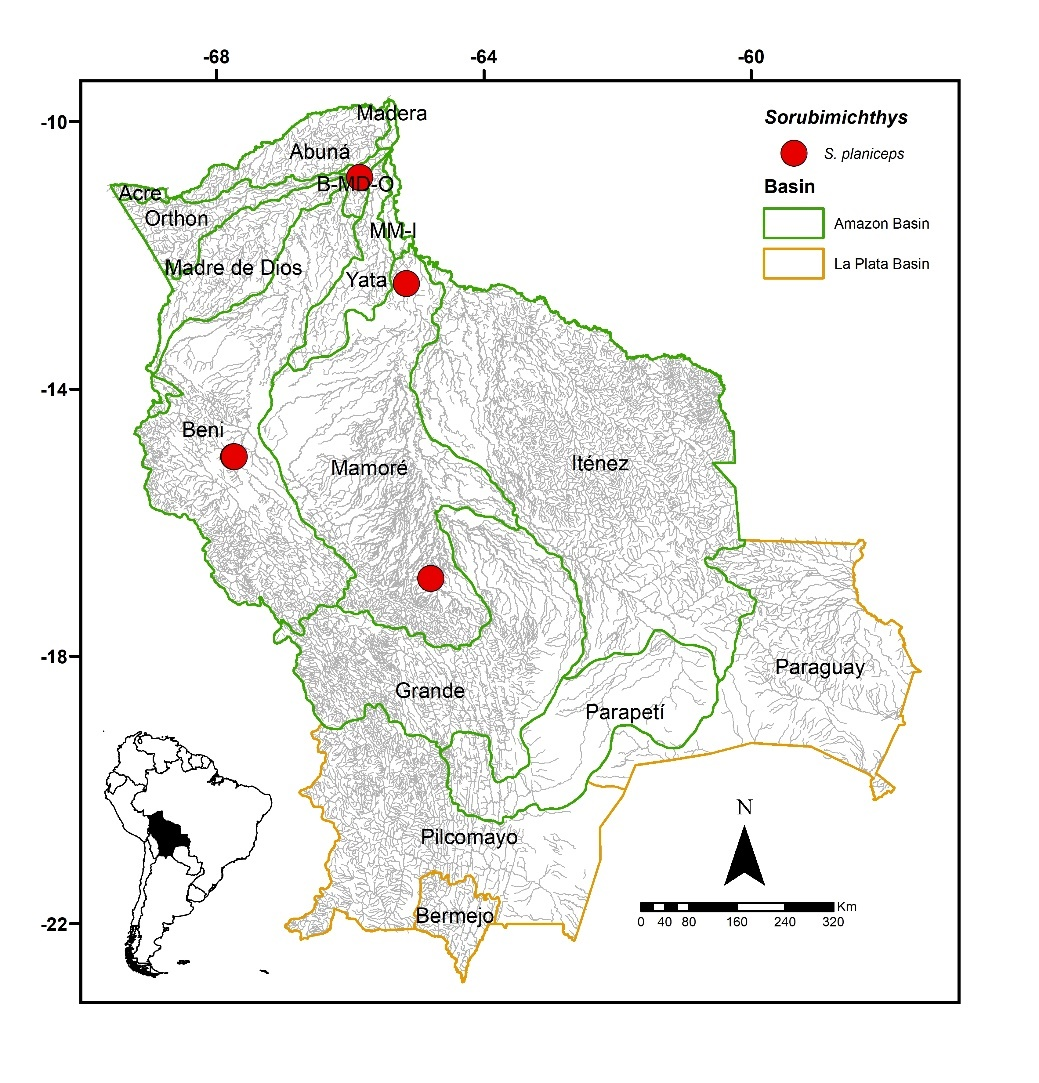 -68 -64 -60
-10
-14
-18
-22
Madera
Abuná
B-MD-O
Acre
Orthon
MM-I
Madre de Dios
Yata
Beni
Mamoré
Iténez
Grande
Paraguay
Parapetí
Pilcomayo
Bermejo
Sorubimichthys
S. planiceps
Basin
Amazon Basin
La Plata Basin
N
Km
0 40 80 160 240 320